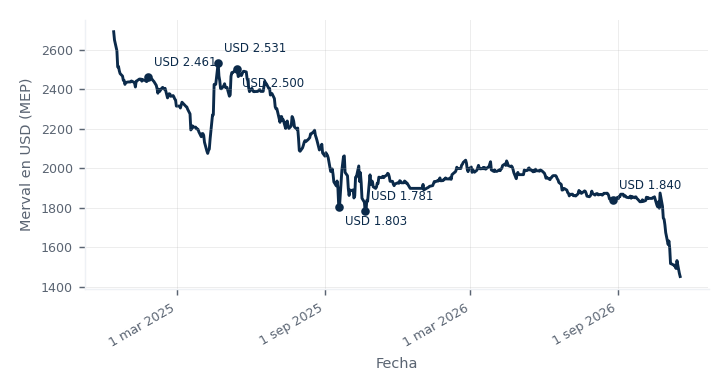 USD 2.531
USD 2.461
USD 2.500
USD 1.840
USD 1.781
USD 1.803
2600
2400
2200
2000
1800
1600
1400
Merval en USD (MEP)
1 mar 2025
1 sep 2025
1 mar 2026
1 sep 2026
Fecha